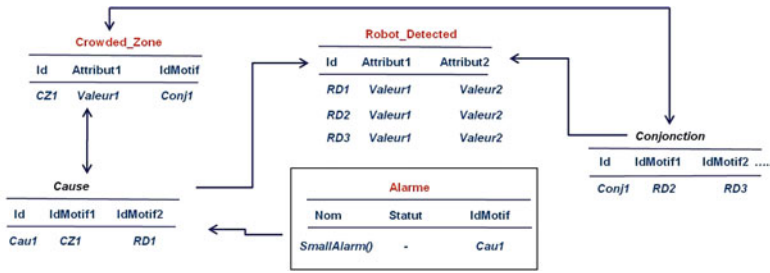 Crowded_Zone
Id Attribut1 IdMotif
CZ1 Valeur1 Conj1
Robot_Detected
Id Attribut1 Attribut2
RD1 Valeur1 Valeur2
RD2 Valeur1 Valeur2
RD3 Valeur1 Valeur2
Conjonction
Id IdMotif1 IdMotif2 ....
Conj1 RD2 RD3
Cause
Id IdMotif1 IdMotif2
Cau1 CZ1 RD1
Alarme
Nom Statut IdMotif
SmallAlarm() - Cau1